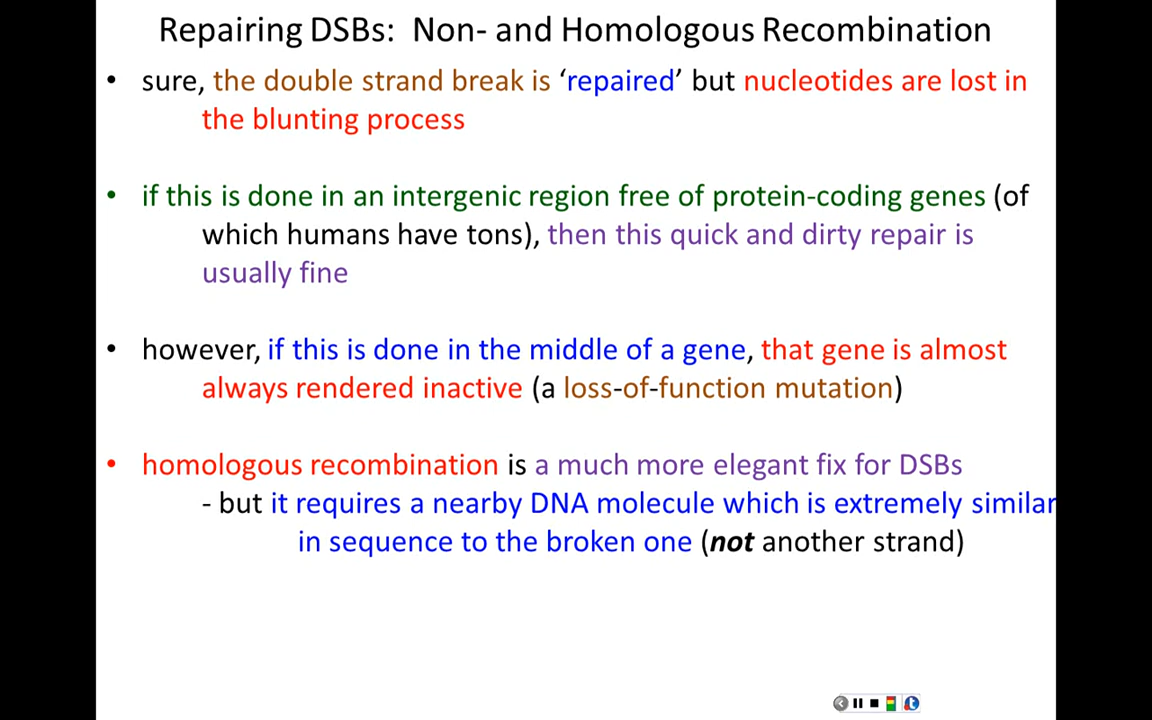 Repairing DSBs: Non- and Homologous Recombination
• sure, the double strand break is ‘repaired’ but nucleotides are lost in
the blunting process
• if this is done in an intergenic region free of protein-coding genes (of
which humans have tons), then this quick and dirty repair is
usually fine
• however, if this is done in the middle of a gene, that gene is almost
always rendered inactive (a loss-of-function mutation)
• homologous recombination is a much more elegant fix for DSBs
- but it requires a nearby DNA molecule which is extremely similar
in sequence to the broken one (not another strand)